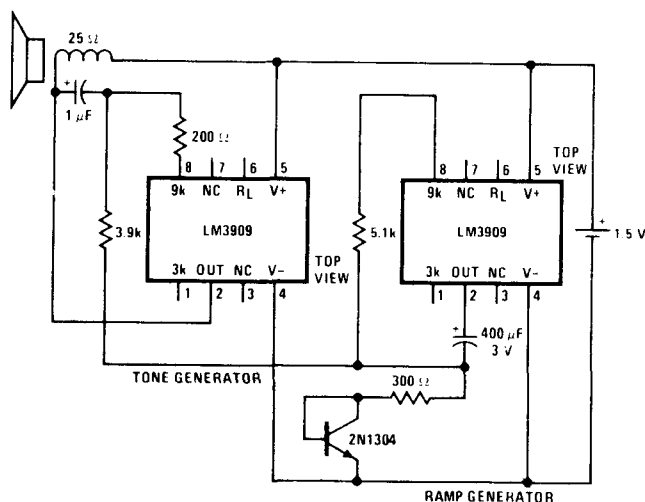 25 Ω
+
1 μF
200 Ω
8 7 6 5
9k NC RL V+
LM3909
3k OUT NC V−
1 2 3 4
TOP
VIEW
3.9k
TONE GENERATOR
5.1k
8 7 6 5
TOP
VIEW
9k NC RL V+
LM3909
3k OUT NC V−
1 2 3 4
+
1.5 V
+
400 μF
3 V
300 Ω
2N1304
RAMP GENERATOR